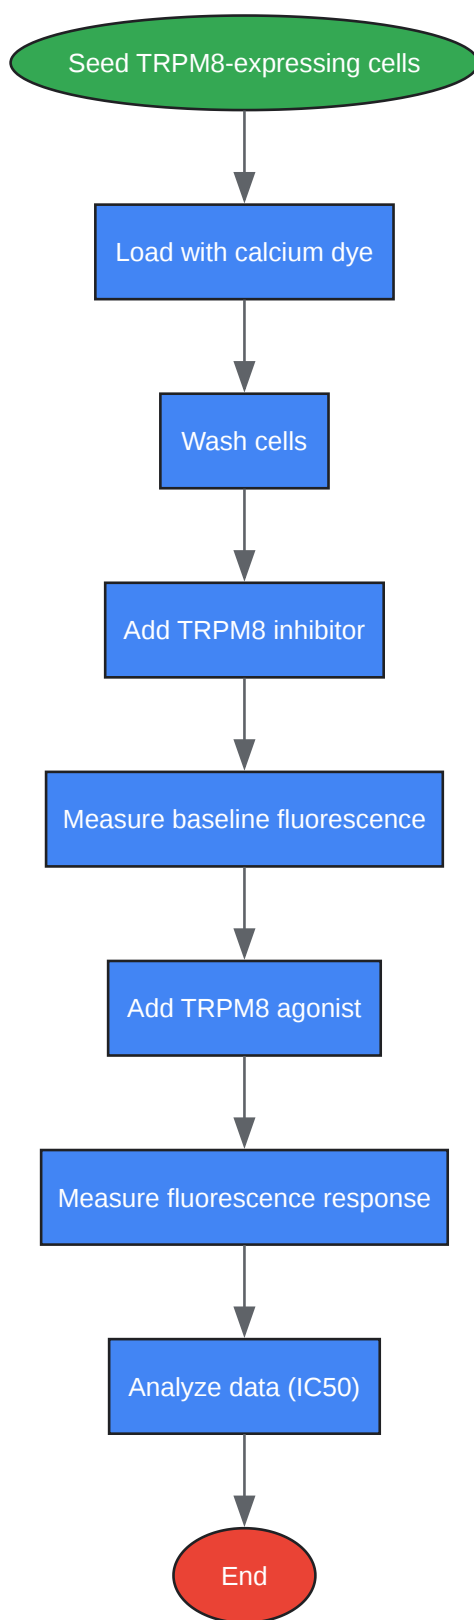 Seed TRPM8-expressing cells
Load with calcium dye
Wash cells
Add TRPM8 inhibitor
Measure baseline fluorescence
Add TRPM8 agonist
Measure fluorescence response
Analyze data (IC50)
End